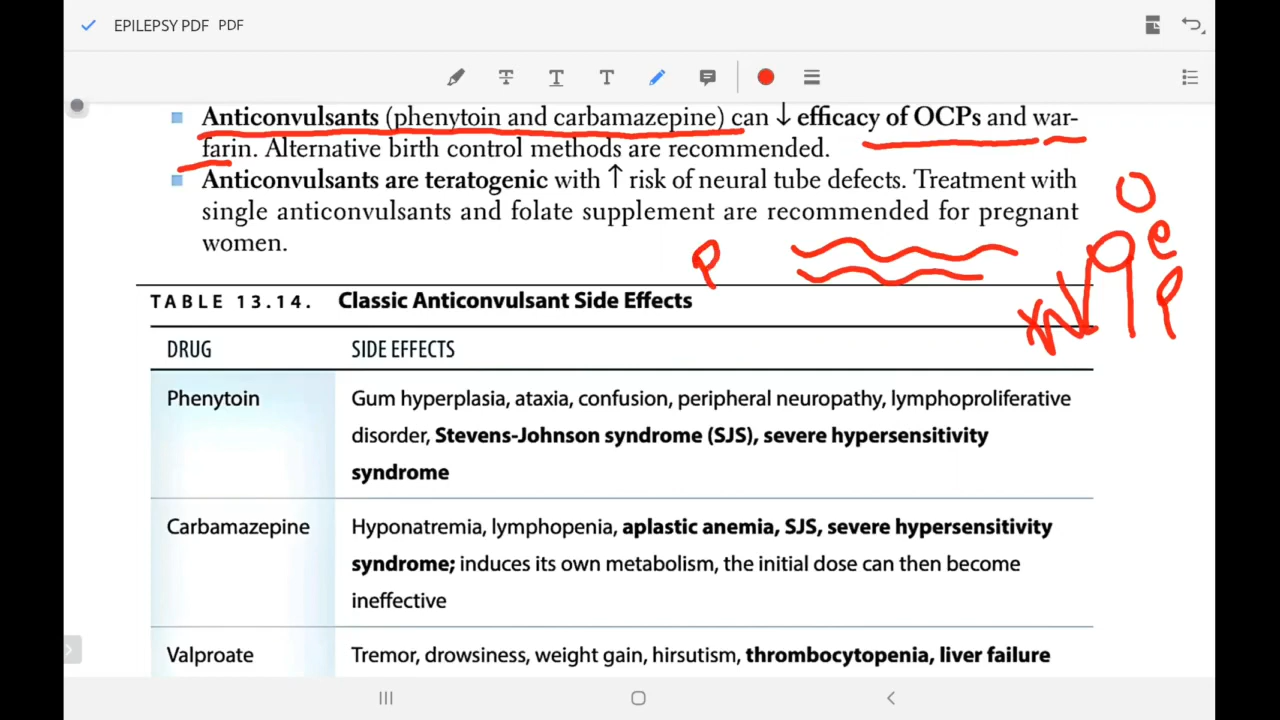 EPILEPSY PDF PDF
Anticonvulsants (phenytoin and carbamazepine) can ↓ efficacy of OCPs and war-
farin. Alternative birth control methods are recommended.
Anticonvulsants are teratogenic with ↑ risk of neural tube defects. Treatment with
single anticonvulsants and folate supplement are recommended for pregnant
women.
TABLE 13.14. Classic Anticonvulsant Side Effects
DRUG SIDE EFFECTS
Phenytoin Gum hyperplasia, ataxia, confusion, peripheral neuropathy, lymphoproliferative
disorder, Stevens-Johnson syndrome (SJS), severe hypersensitivity
syndrome
Carbamazepine Hyponatremia, lymphopenia, aplastic anemia, SJS, severe hypersensitivity
syndrome; induces its own metabolism, the initial dose can then become
ineffective
Valproate Tremor, drowsiness, weight gain, hirsutism, thrombocytopenia, liver failure